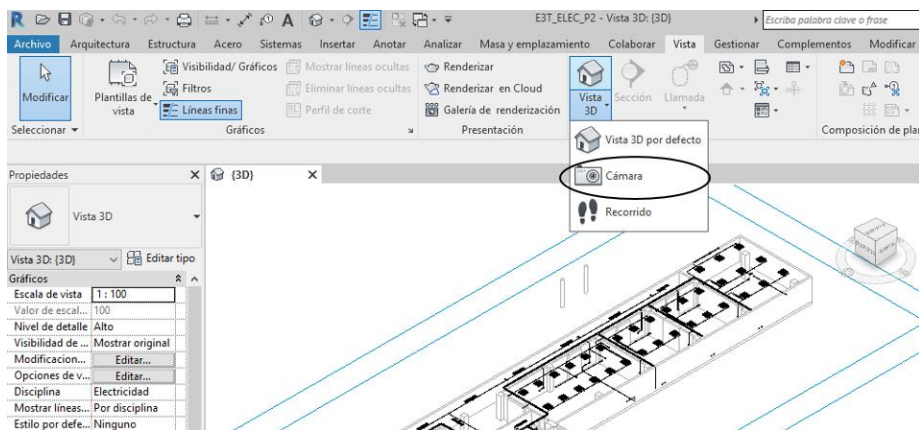 E3T_ELEC_P2 - Vista 3D: {3D}
Escriba palabra clave o frase
Archivo Arquitectura Estructura Acero Sistemas Insertar Anotar Analizar Masa y emplazamiento Colaborar Vista Gestionar Complementos Modificar
Modificar
Plantillas de vista
Visibilidad/ Gráficos
Filtros
Líneas finas
Mostrar líneas ocultas
Eliminar líneas ocultas
Perfil de corte
Renderizar
Renderizar en Cloud
Galería de renderización
Vista 3D
Sección
Llamada
Seleccionar
Gráficos
Presentación
Composición de plan
Vista 3D por defecto
Cámara
Recorrido
Propiedades
{3D}
Vista 3D
Vista 3D: {3D}
Editar tipo
Gráficos
Escala de vista 1 : 100
Valor de escal... 100
Nivel de detalle Alto
Visibilidad de ... Mostrar original
Modificacion... Editar...
Opciones de v... Editar...
Disciplina Electricidad
Mostrar líneas... Por disciplina
Estilo por defe... Ninguno